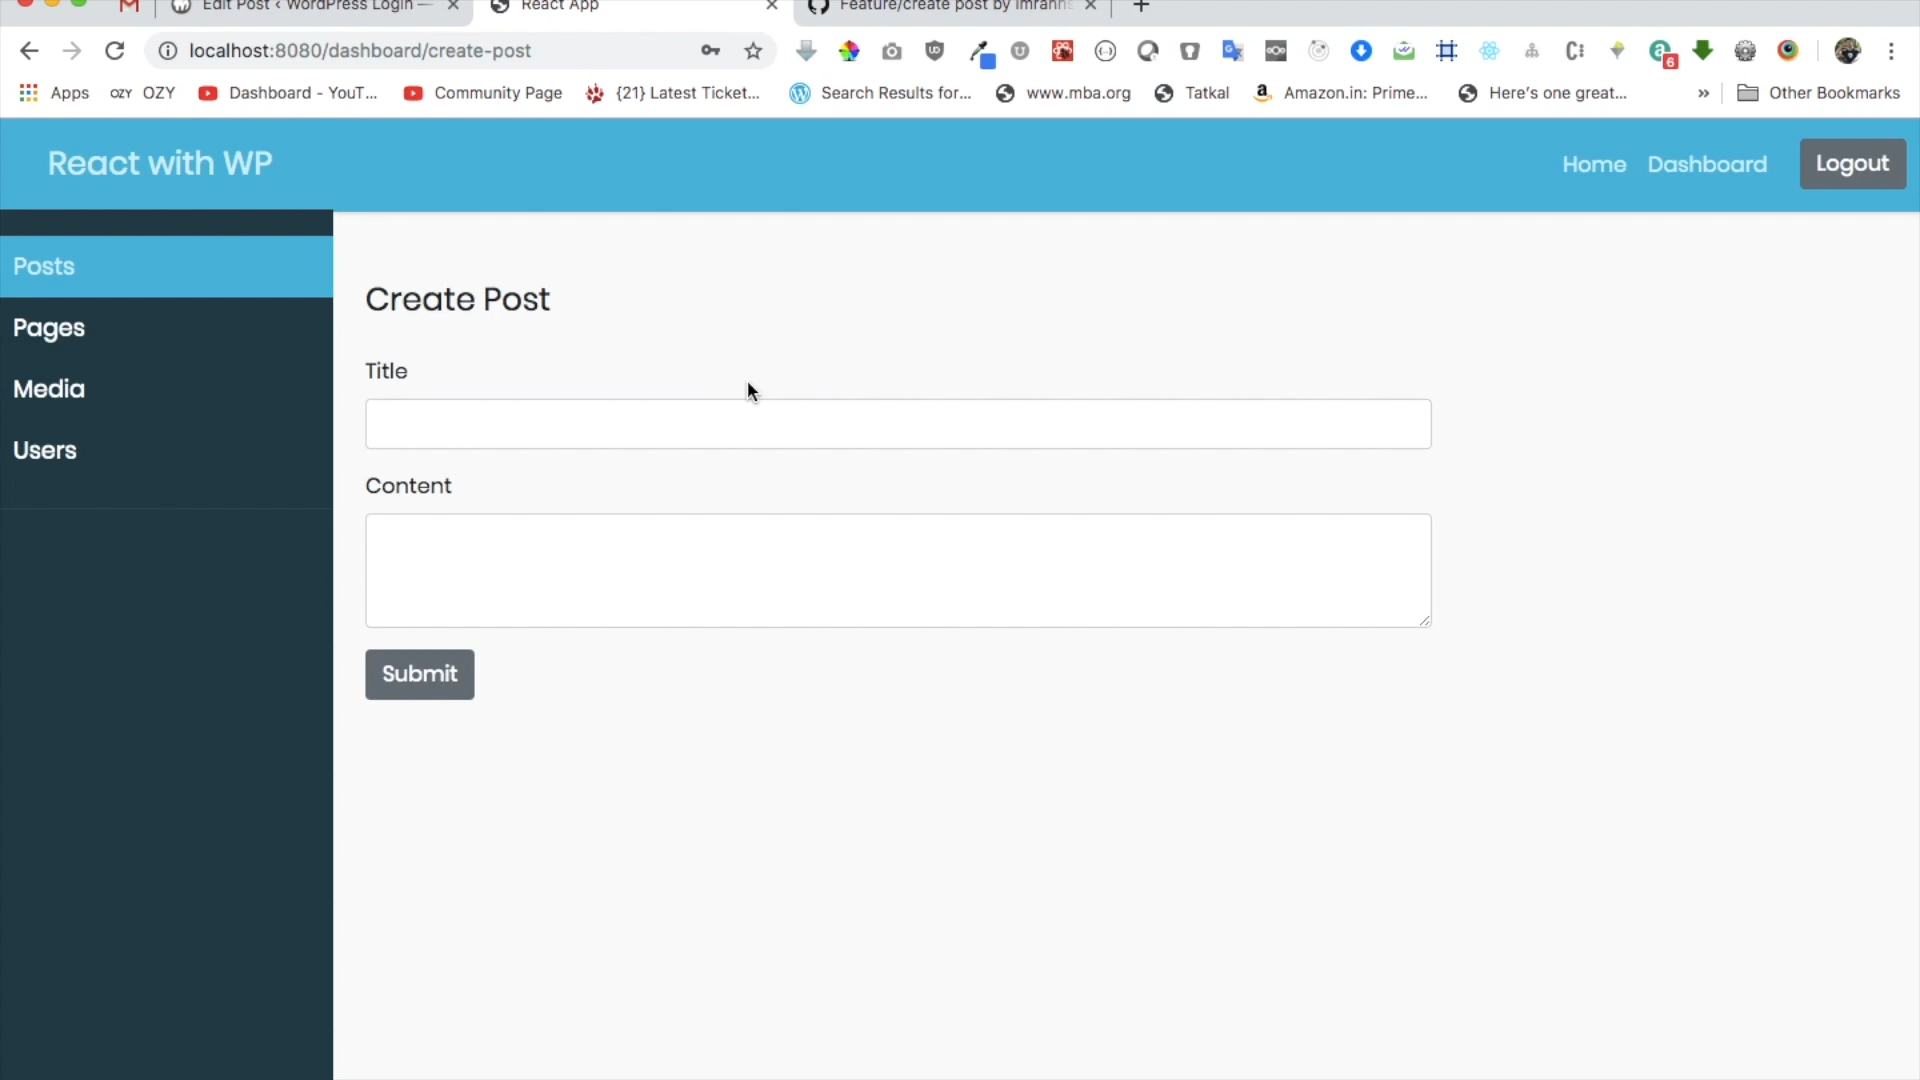 Edit Post ‹ WordPress Login —
React App
Feature/create post by imranhs
localhost:8080/dashboard/create-post
6
Apps
OZY OZY
Dashboard - YouT...
Community Page
{21} Latest Ticket...
Search Results for...
www.mba.org
Tatkal
Amazon.in: Prime...
Here's one great...
»
Other Bookmarks
React with WP
Home
Dashboard
Logout
Posts
Pages
Media
Users
Create Post
Title
Content
Submit